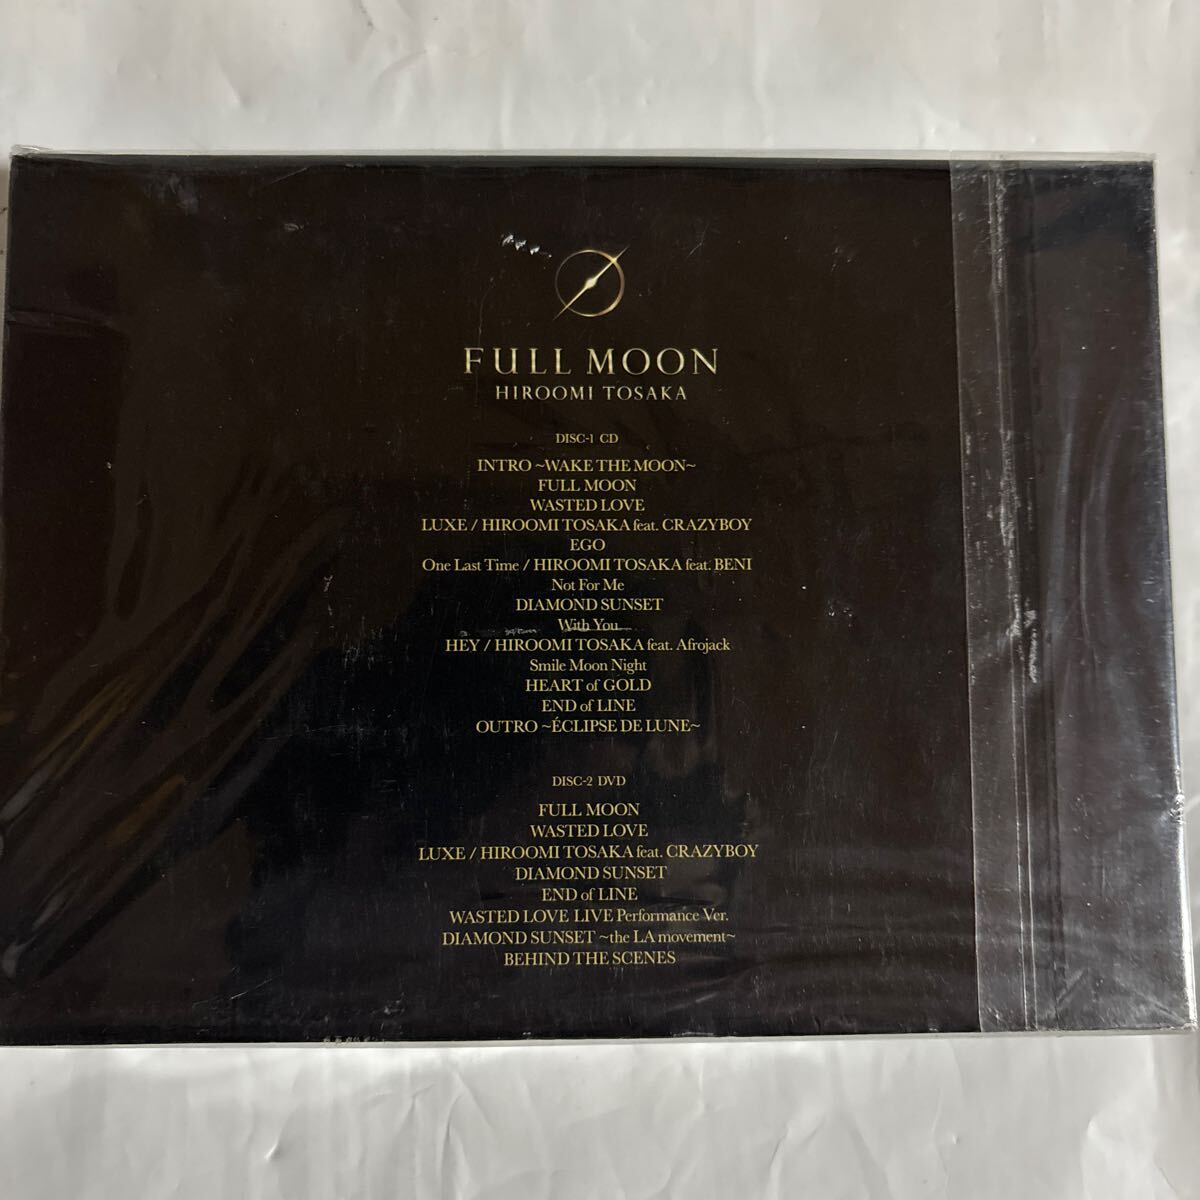 FULL MOON
HIROOMI TOSAKA
DISC-1 CD
INTRO ~WAKE THE MOON~
FULL MOON
WASTED LOVE
LUXE / HIROOMI TOSAKA feat. CRAZYBOY
EGO
One Last Time / HIROOMI TOSAKA feat. BENI
Not For Me
DIAMOND SUNSET
With You
HEY / HIROOMI TOSAKA feat. Afrojack
Smile Moon Night
HEART of GOLD
END of LINE
OUTRO ~ÉCLIPSE DE LUNE~
DISC-2 DVD
FULL MOON
WASTED LOVE
LUXE / HIROOMI TOSAKA feat. CRAZYBOY
DIAMOND SUNSET
END of LINE
WASTED LOVE LIVE Performance Ver.
DIAMOND SUNSET ~the LA movement~
BEHIND THE SCENES